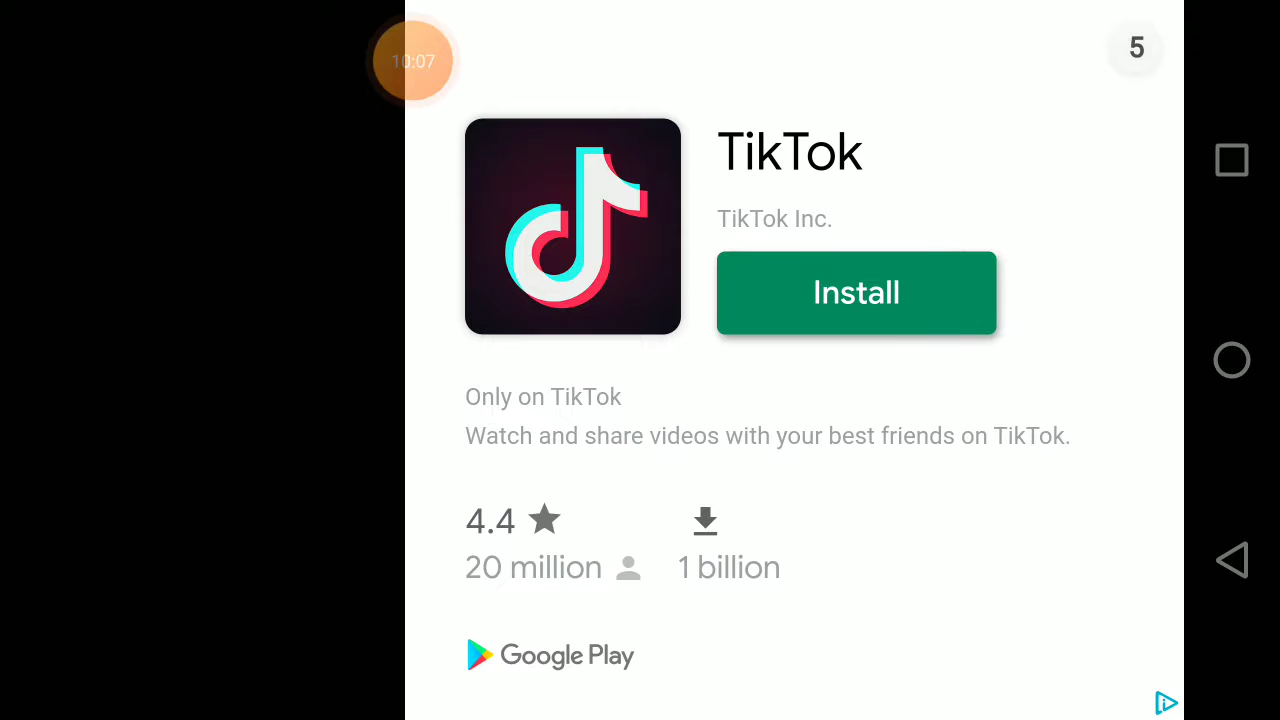 10:07
5
TikTok
TikTok Inc.
Install
Only on TikTok
Watch and share videos with your best friends on TikTok.
4.4
20 million
1 billion
Google Play